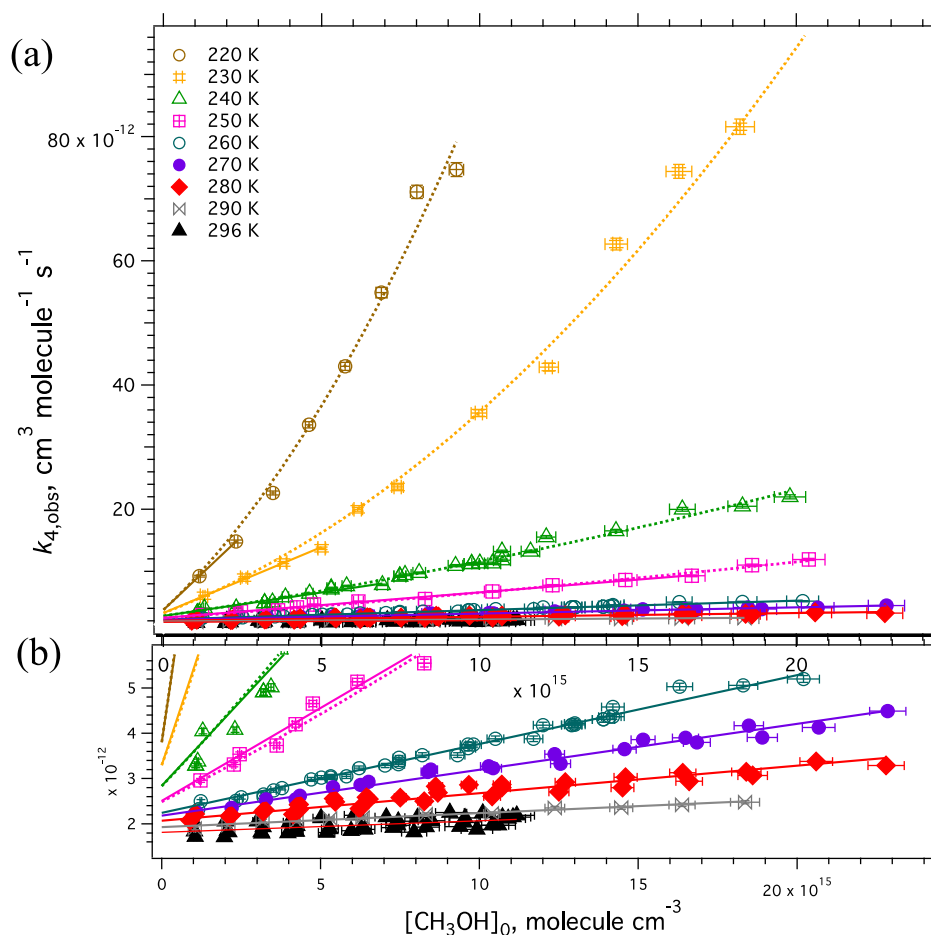 (a)
220 K
230 K
240 K
250 K
260 K
270 K
280 K
290 K
296 K
80 x 10⁻¹²
60
40
20
k₄,obs, cm³ molecule⁻¹ s⁻¹
0 5 10 15 20
x 10¹⁵
(b)
5
4
3
2
x 10⁻¹²
0 5 10 15 20 x 10¹⁵
[CH₃OH]₀, molecule cm⁻³